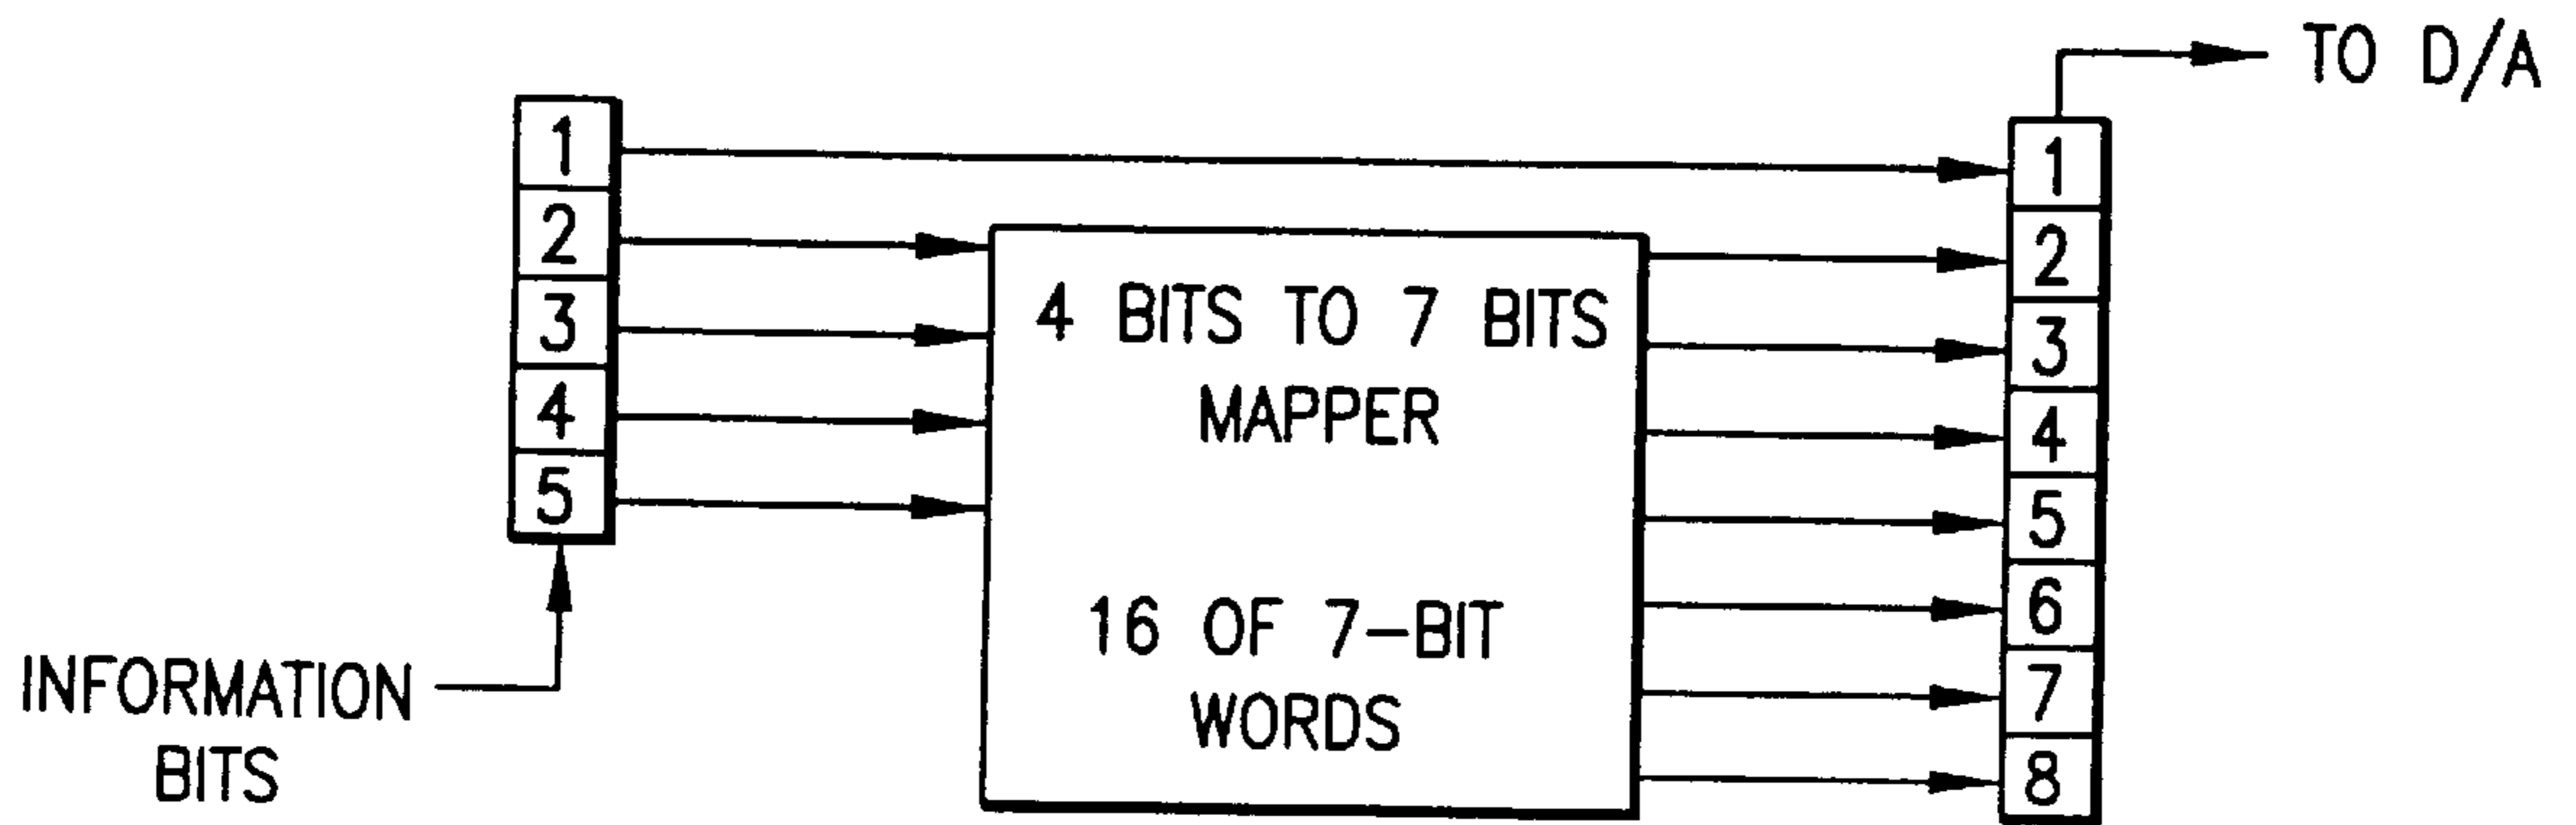 TO D/A
1
2
3
4
5
4 BITS TO 7 BITS
MAPPER
16 OF 7-BIT
WORDS
1
2
3
4
5
6
7
8
INFORMATION
BITS